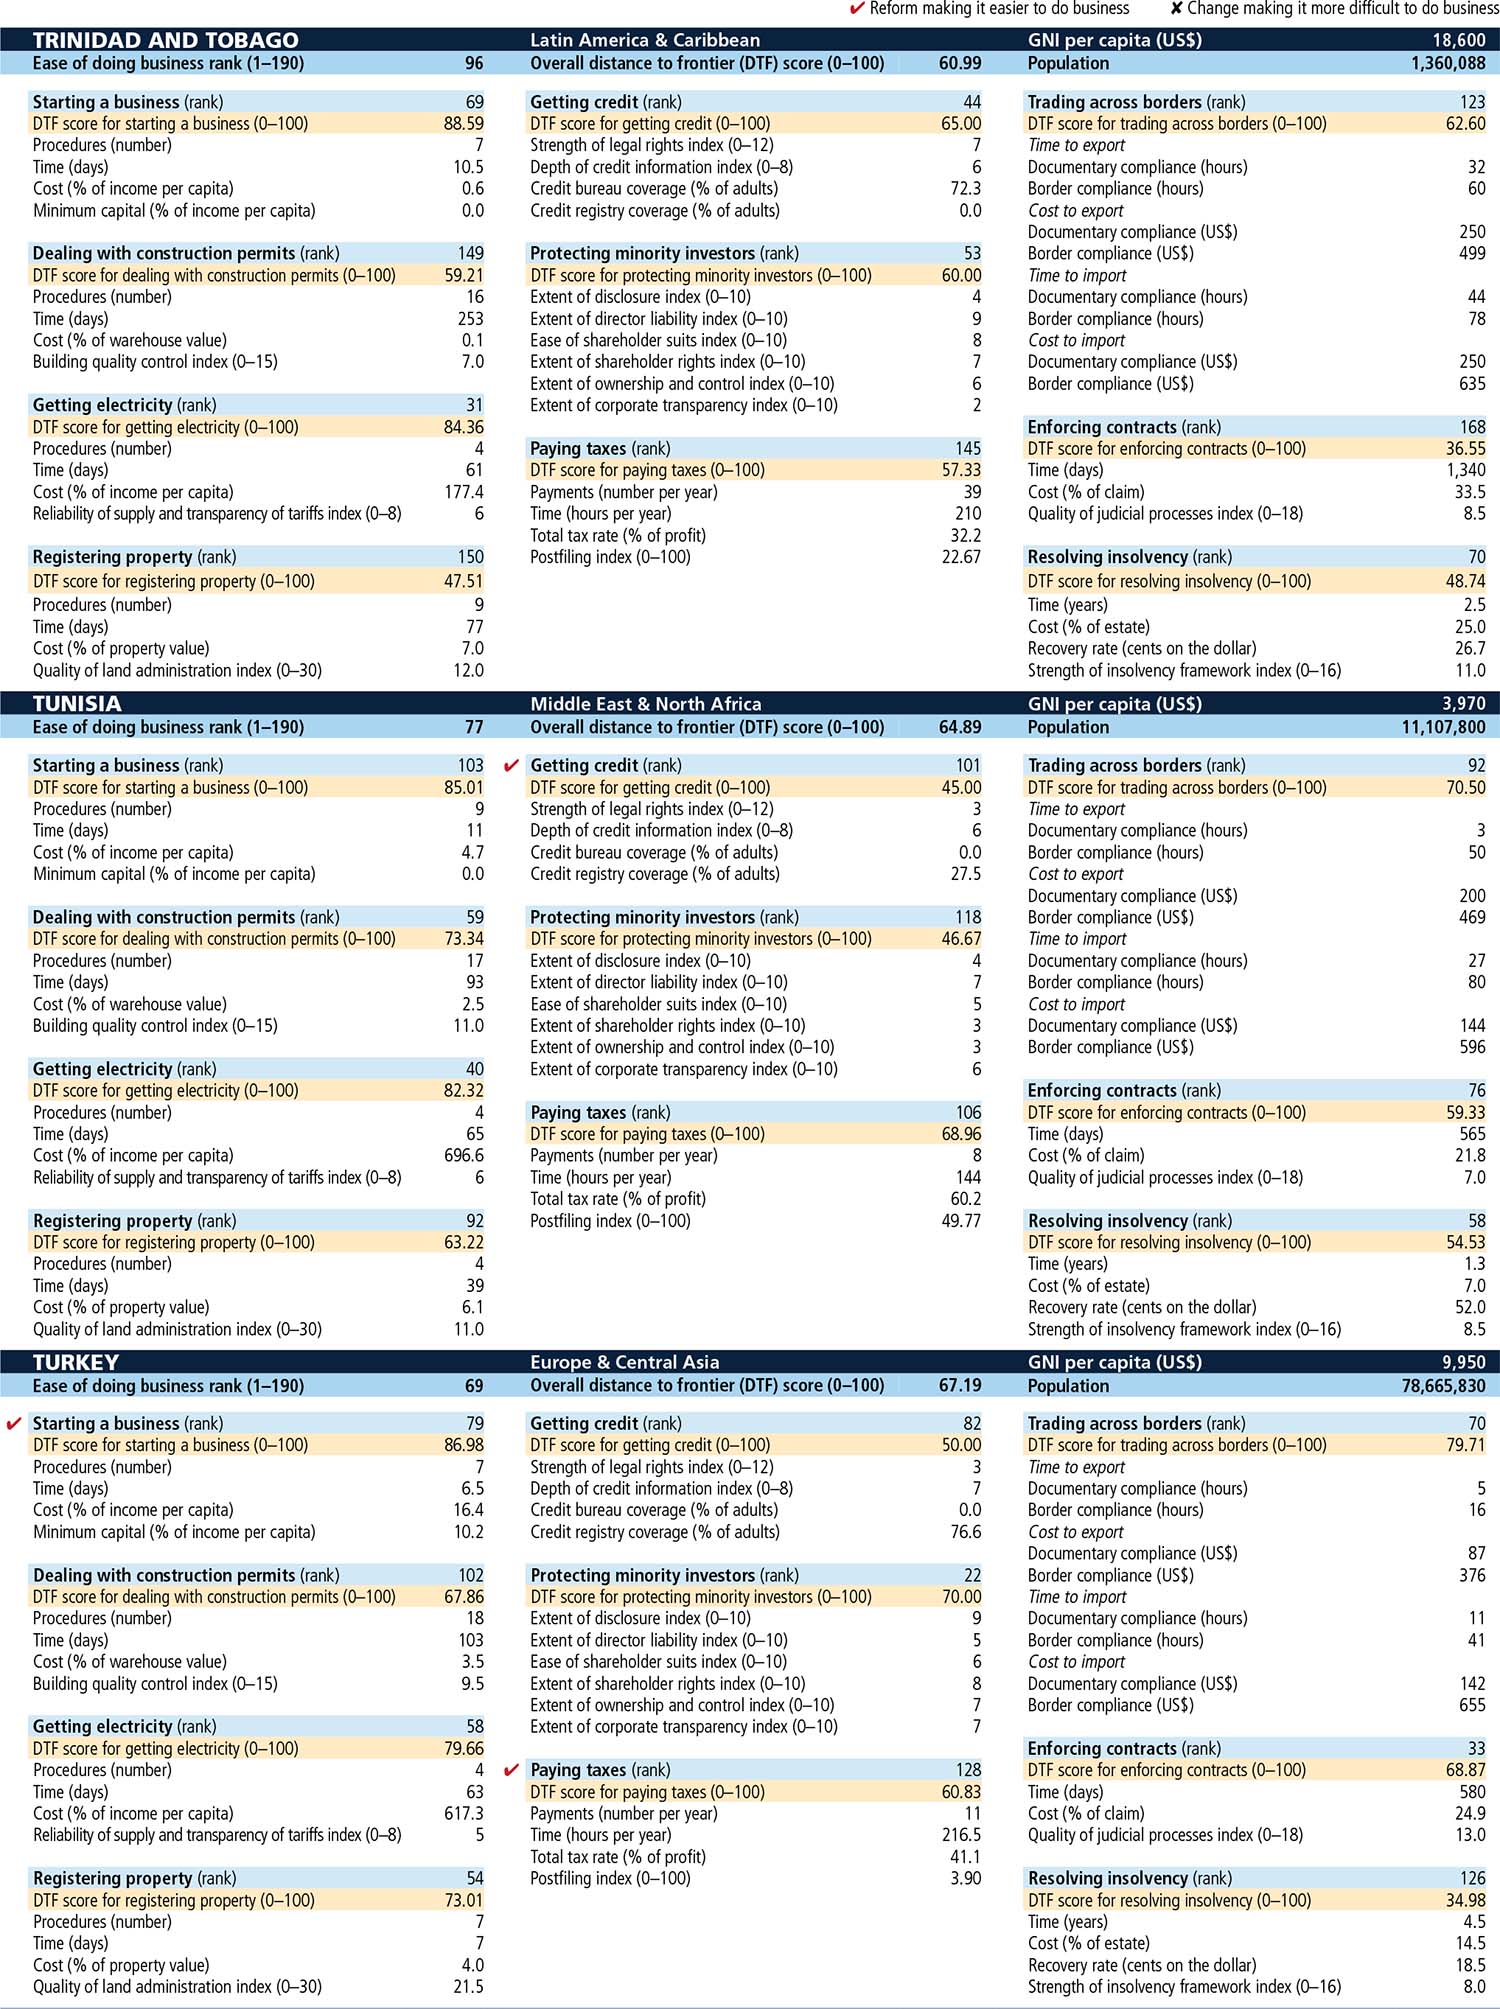 ✔ Reform making it easier to do business ✘ Change making it more difficult to do business
TRINIDAD AND TOBAGO Latin America & Caribbean GNI per capita (US$) 18,600
Ease of doing business rank (1–190) 96 Overall distance to frontier (DTF) score (0–100) 60.99 Population 1,360,088
Starting a business (rank) 69
DTF score for starting a business (0–100) 88.59
Procedures (number) 7
Time (days) 10.5
Cost (% of income per capita) 0.6
Minimum capital (% of income per capita) 0.0
Dealing with construction permits (rank) 149
DTF score for dealing with construction permits (0–100) 59.21
Procedures (number) 16
Time (days) 253
Cost (% of warehouse value) 0.1
Building quality control index (0–15) 7.0
Getting electricity (rank) 31
DTF score for getting electricity (0–100) 84.36
Procedures (number) 4
Time (days) 61
Cost (% of income per capita) 177.4
Reliability of supply and transparency of tariffs index (0–8) 6
Registering property (rank) 150
DTF score for registering property (0–100) 47.51
Procedures (number) 9
Time (days) 77
Cost (% of property value) 7.0
Quality of land administration index (0–30) 12.0
Getting credit (rank) 44
DTF score for getting credit (0–100) 65.00
Strength of legal rights index (0–12) 7
Depth of credit information index (0–8) 6
Credit bureau coverage (% of adults) 72.3
Credit registry coverage (% of adults) 0.0
Protecting minority investors (rank) 53
DTF score for protecting minority investors (0–100) 60.00
Extent of disclosure index (0–10) 4
Extent of director liability index (0–10) 9
Ease of shareholder suits index (0–10) 8
Extent of shareholder rights index (0–10) 7
Extent of ownership and control index (0–10) 6
Extent of corporate transparency index (0–10) 2
Paying taxes (rank) 145
DTF score for paying taxes (0–100) 57.33
Payments (number per year) 39
Time (hours per year) 210
Total tax rate (% of profit) 32.2
Postfiling index (0–100) 22.67
Trading across borders (rank) 123
DTF score for trading across borders (0–100) 62.60
Time to export
Documentary compliance (hours) 32
Border compliance (hours) 60
Cost to export
Documentary compliance (US$) 250
Border compliance (US$) 499
Time to import
Documentary compliance (hours) 44
Border compliance (hours) 78
Cost to import
Documentary compliance (US$) 250
Border compliance (US$) 635
Enforcing contracts (rank) 168
DTF score for enforcing contracts (0–100) 36.55
Time (days) 1,340
Cost (% of claim) 33.5
Quality of judicial processes index (0–18) 8.5
Resolving insolvency (rank) 70
DTF score for resolving insolvency (0–100) 48.74
Time (years) 2.5
Cost (% of estate) 25.0
Recovery rate (cents on the dollar) 26.7
Strength of insolvency framework index (0–16) 11.0
TUNISIA Middle East & North Africa GNI per capita (US$) 3,970
Ease of doing business rank (1–190) 77 Overall distance to frontier (DTF) score (0–100) 64.89 Population 11,107,800
Starting a business (rank) 103
DTF score for starting a business (0–100) 85.01
Procedures (number) 9
Time (days) 11
Cost (% of income per capita) 4.7
Minimum capital (% of income per capita) 0.0
Dealing with construction permits (rank) 59
DTF score for dealing with construction permits (0–100) 73.34
Procedures (number) 17
Time (days) 93
Cost (% of warehouse value) 2.5
Building quality control index (0–15) 11.0
Getting electricity (rank) 40
DTF score for getting electricity (0–100) 82.32
Procedures (number) 4
Time (days) 65
Cost (% of income per capita) 696.6
Reliability of supply and transparency of tariffs index (0–8) 6
Registering property (rank) 92
DTF score for registering property (0–100) 63.22
Procedures (number) 4
Time (days) 39
Cost (% of property value) 6.1
Quality of land administration index (0–30) 11.0
✔ Getting credit (rank) 101
DTF score for getting credit (0–100) 45.00
Strength of legal rights index (0–12) 3
Depth of credit information index (0–8) 6
Credit bureau coverage (% of adults) 0.0
Credit registry coverage (% of adults) 27.5
Protecting minority investors (rank) 118
DTF score for protecting minority investors (0–100) 46.67
Extent of disclosure index (0–10) 4
Extent of director liability index (0–10) 7
Ease of shareholder suits index (0–10) 5
Extent of shareholder rights index (0–10) 3
Extent of ownership and control index (0–10) 3
Extent of corporate transparency index (0–10) 6
Paying taxes (rank) 106
DTF score for paying taxes (0–100) 68.96
Payments (number per year) 8
Time (hours per year) 144
Total tax rate (% of profit) 60.2
Postfiling index (0–100) 49.77
Trading across borders (rank) 92
DTF score for trading across borders (0–100) 70.50
Time to export
Documentary compliance (hours) 3
Border compliance (hours) 50
Cost to export
Documentary compliance (US$) 200
Border compliance (US$) 469
Time to import
Documentary compliance (hours) 27
Border compliance (hours) 80
Cost to import
Documentary compliance (US$) 144
Border compliance (US$) 596
Enforcing contracts (rank) 76
DTF score for enforcing contracts (0–100) 59.33
Time (days) 565
Cost (% of claim) 21.8
Quality of judicial processes index (0–18) 7.0
Resolving insolvency (rank) 58
DTF score for resolving insolvency (0–100) 54.53
Time (years) 1.3
Cost (% of estate) 7.0
Recovery rate (cents on the dollar) 52.0
Strength of insolvency framework index (0–16) 8.5
TURKEY Europe & Central Asia GNI per capita (US$) 9,950
Ease of doing business rank (1–190) 69 Overall distance to frontier (DTF) score (0–100) 67.19 Population 78,665,830
✔ Starting a business (rank) 79
DTF score for starting a business (0–100) 86.98
Procedures (number) 7
Time (days) 6.5
Cost (% of income per capita) 16.4
Minimum capital (% of income per capita) 10.2
Dealing with construction permits (rank) 102
DTF score for dealing with construction permits (0–100) 67.86
Procedures (number) 18
Time (days) 103
Cost (% of warehouse value) 3.5
Building quality control index (0–15) 9.5
Getting electricity (rank) 58
DTF score for getting electricity (0–100) 79.66
Procedures (number) 4
Time (days) 63
Cost (% of income per capita) 617.3
Reliability of supply and transparency of tariffs index (0–8) 5
Registering property (rank) 54
DTF score for registering property (0–100) 73.01
Procedures (number) 7
Time (days) 7
Cost (% of property value) 4.0
Quality of land administration index (0–30) 21.5
Getting credit (rank) 82
DTF score for getting credit (0–100) 50.00
Strength of legal rights index (0–12) 3
Depth of credit information index (0–8) 7
Credit bureau coverage (% of adults) 0.0
Credit registry coverage (% of adults) 76.6
Protecting minority investors (rank) 22
DTF score for protecting minority investors (0–100) 70.00
Extent of disclosure index (0–10) 9
Extent of director liability index (0–10) 5
Ease of shareholder suits index (0–10) 6
Extent of shareholder rights index (0–10) 8
Extent of ownership and control index (0–10) 7
Extent of corporate transparency index (0–10) 7
✔ Paying taxes (rank) 128
DTF score for paying taxes (0–100) 60.83
Payments (number per year) 11
Time (hours per year) 216.5
Total tax rate (% of profit) 41.1
Postfiling index (0–100) 3.90
Trading across borders (rank) 70
DTF score for trading across borders (0–100) 79.71
Time to export
Documentary compliance (hours) 5
Border compliance (hours) 16
Cost to export
Documentary compliance (US$) 87
Border compliance (US$) 376
Time to import
Documentary compliance (hours) 11
Border compliance (hours) 41
Cost to import
Documentary compliance (US$) 142
Border compliance (US$) 655
Enforcing contracts (rank) 33
DTF score for enforcing contracts (0–100) 68.87
Time (days) 580
Cost (% of claim) 24.9
Quality of judicial processes index (0–18) 13.0
Resolving insolvency (rank) 126
DTF score for resolving insolvency (0–100) 34.98
Time (years) 4.5
Cost (% of estate) 14.5
Recovery rate (cents on the dollar) 18.5
Strength of insolvency framework index (0–16) 8.0